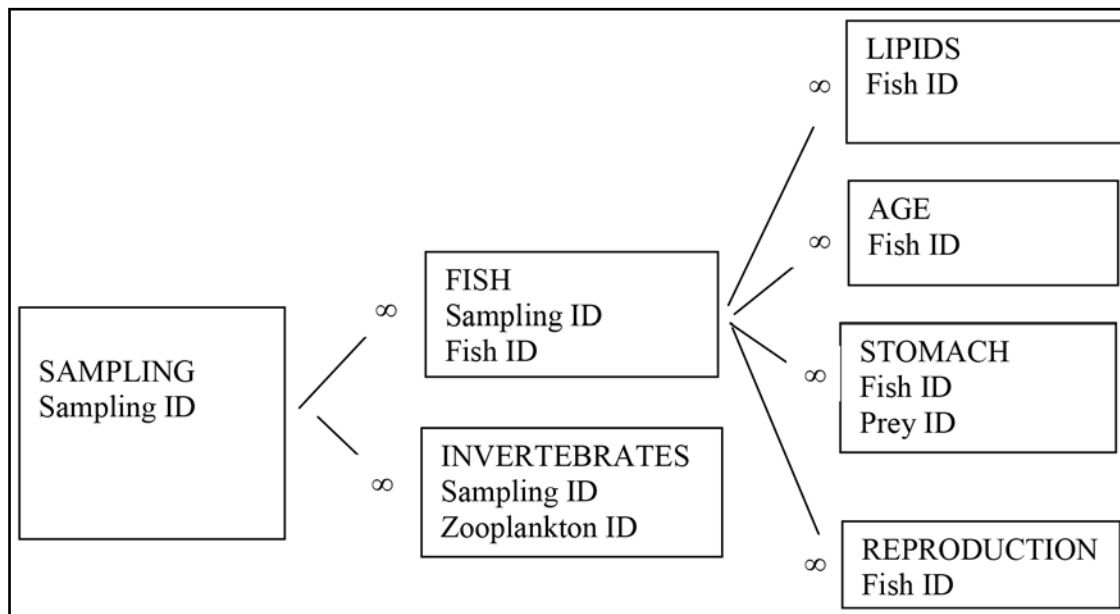 SAMPLING
Sampling ID
∞
FISH
Sampling ID
Fish ID
∞
INVERTEBRATES
Sampling ID
Zooplankton ID
∞
LIPIDS
Fish ID
∞
AGE
Fish ID
∞
STOMACH
Fish ID
Prey ID
∞
REPRODUCTION
Fish ID